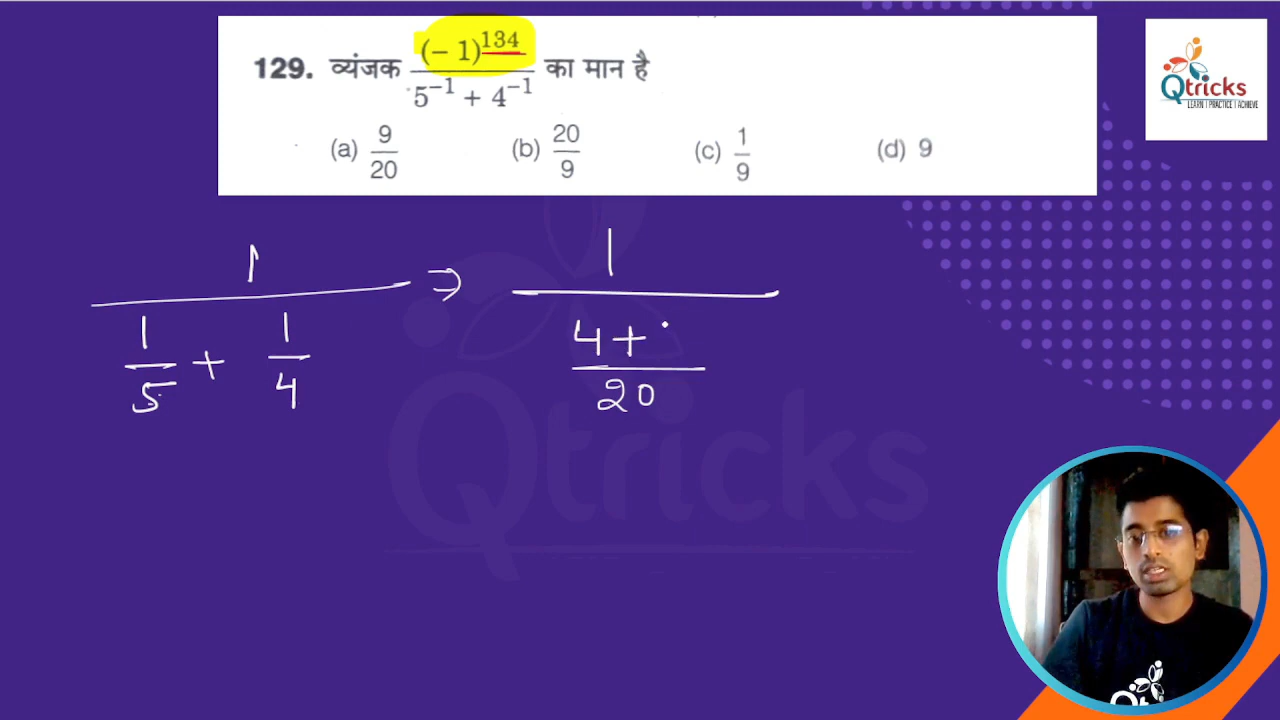 129. व्यंजक (– 1)^134 / 5^–1 + 4^–1 का मान है
(a) 9/20 (b) 20/9 (c) 1/9 (d) 9
Qtricks
LEARN | PRACTICE | ACHIEVE
1 / (1/5 + 1/4) ⇒ 1 / ((4+)/20)
Qtricks